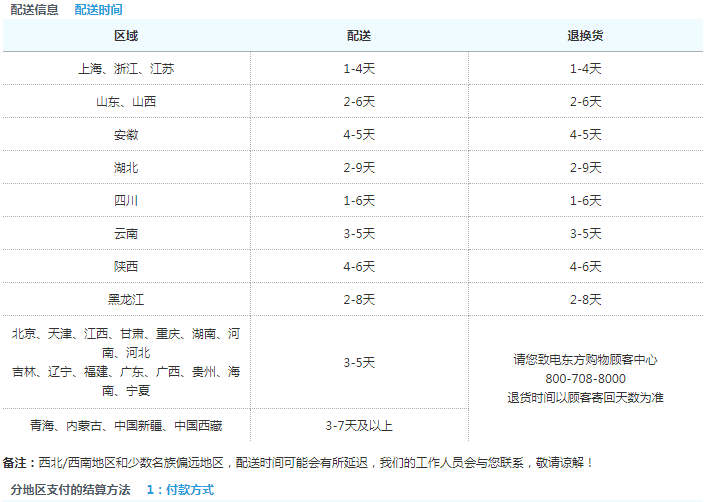 配送信息 配送时间
区域 配送 退换货
上海、浙江、江苏 1-4天 1-4天
山东、山西 2-6天 2-6天
安徽 4-5天 4-5天
湖北 2-9天 2-9天
四川 1-6天 1-6天
云南 3-5天 3-5天
陕西 4-6天 4-6天
黑龙江 2-8天 2-8天
北京、天津、江西、甘肃、重庆、湖南、河
南、河北
吉林、辽宁、福建、广东、广西、贵州、海
南、宁夏
3-5天
请您致电东方购物顾客中心
800-708-8000
退货时间以顾客寄回天数为准
青海、内蒙古、中国新疆、中国西藏 3-7天及以上
备注：西北/西南地区和少数名族偏远地区，配送时间可能会有所延迟，我们的工作人员会与您联系，敬请谅解！
分地区支付的结算方法 1：付款方式